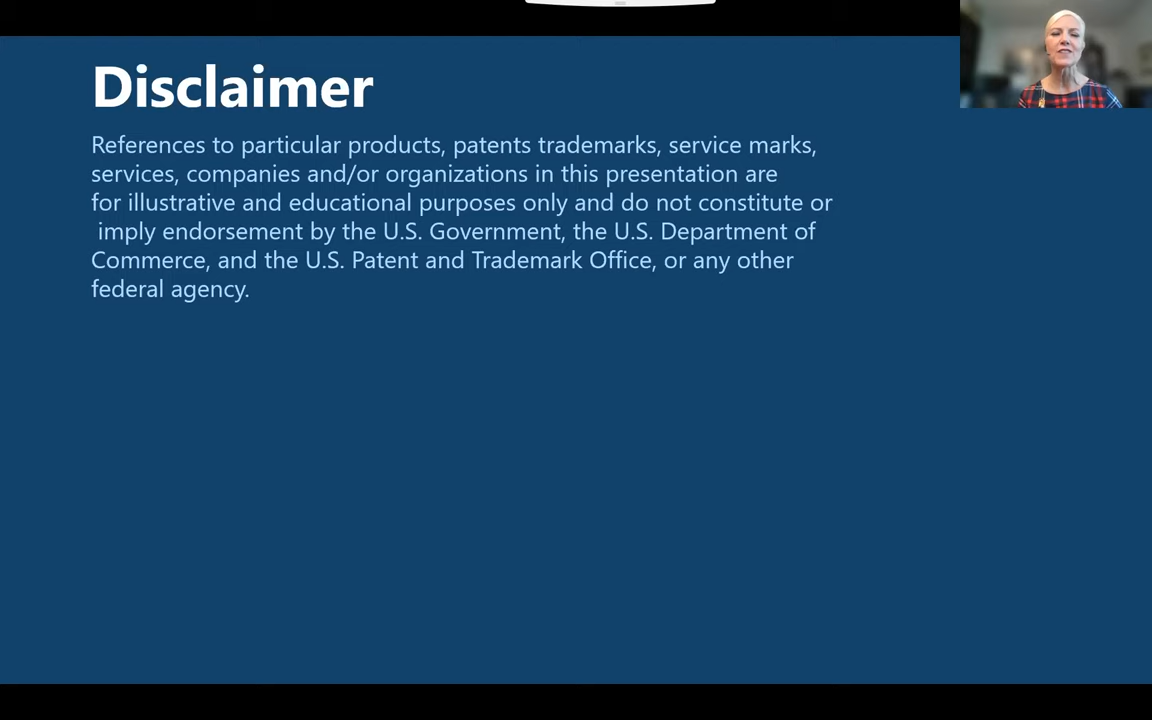 Disclaimer
References to particular products, patents trademarks, service marks,
services, companies and/or organizations in this presentation are
for illustrative and educational purposes only and do not constitute or
imply endorsement by the U.S. Government, the U.S. Department of
Commerce, and the U.S. Patent and Trademark Office, or any other
federal agency.